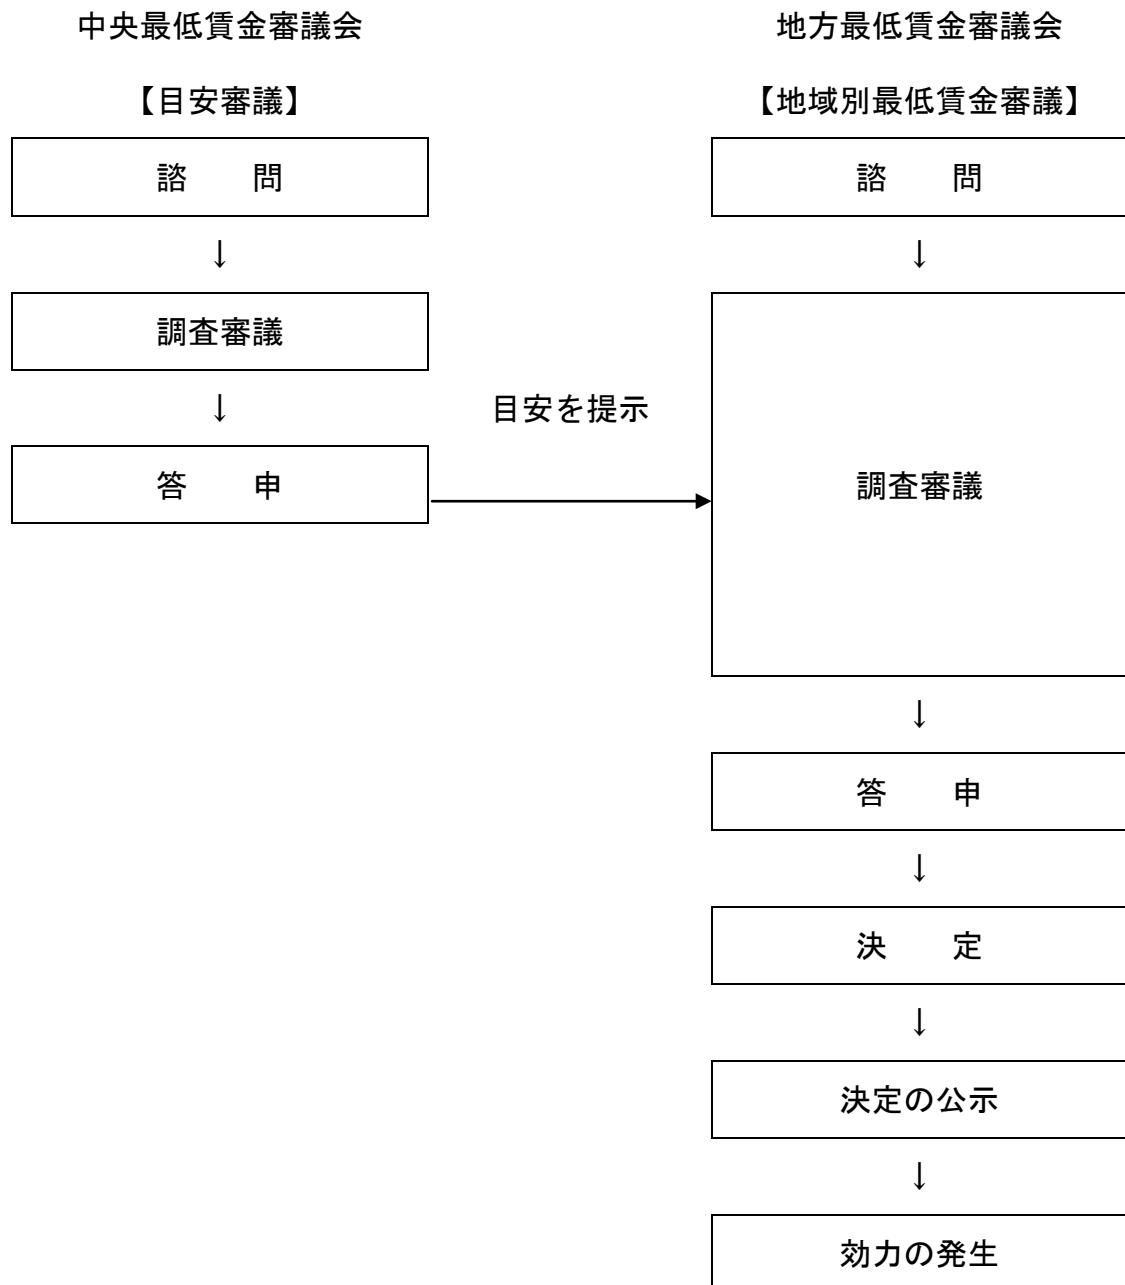 中央最低賃金審議会
【目安審議】
諮　　問
↓
調査審議
↓
答　　申
目安を提示
地方最低賃金審議会
【地域別最低賃金審議】
諮　　問
↓
調査審議
↓
答　　申
↓
決　　定
↓
決定の公示
↓
効力の発生